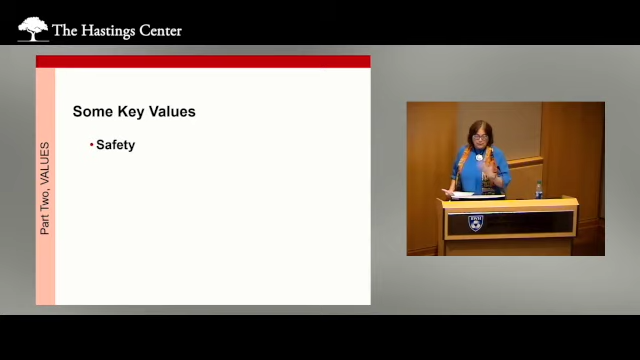 The Hastings Center
Some Key Values
• Safety
Part Two, VALUES